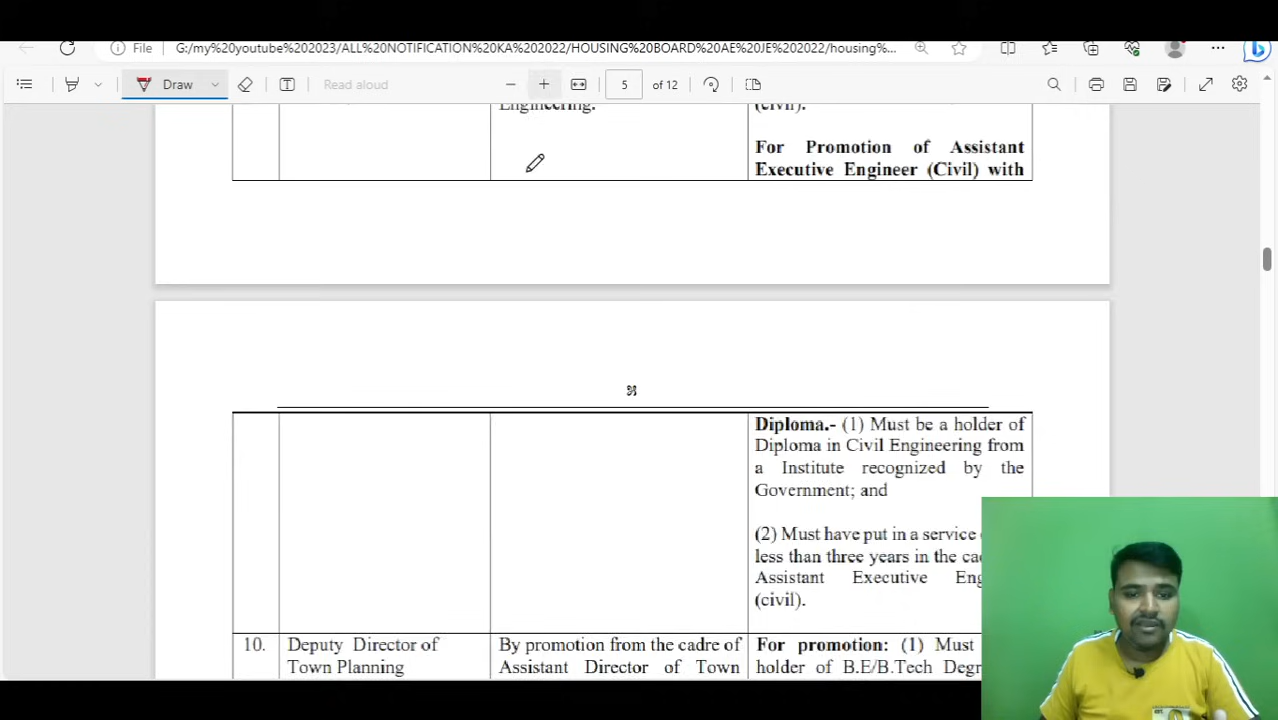 File
G:/my%20youtube%202023/ALL%20NOTIFICATION%20KA%202022/HOUSING%20BOARD%20AE%20JE%202022/housing%...
Draw
Read aloud
5
of 12
Engineering.
(civil).
For Promotion of Assistant
Executive Engineer (Civil) with
Diploma.- (1) Must be a holder of
Diploma in Civil Engineering from
a Institute recognized by the
Government; and
(2) Must have put in a service
less than three years in the
Assistant Executive
(civil).
10.
Deputy Director of
Town Planning
By promotion from the cadre of
Assistant Director of Town
For promotion: (1) Must
holder of B.E/B.Tech